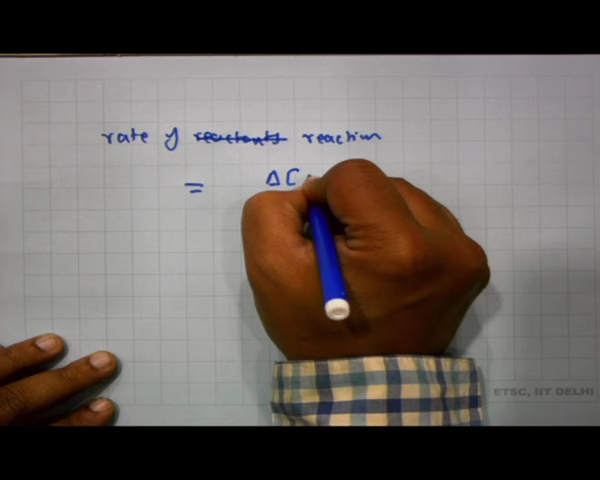 rate of reactants reaction
= ΔC
ETSC, IIT DELHI